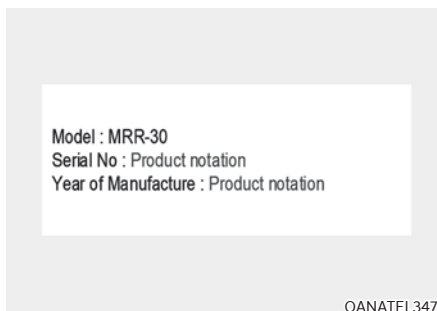 Model : MRR-30
Serial No : Product notation
Year of Manufacture : Product notation
OANATEL347